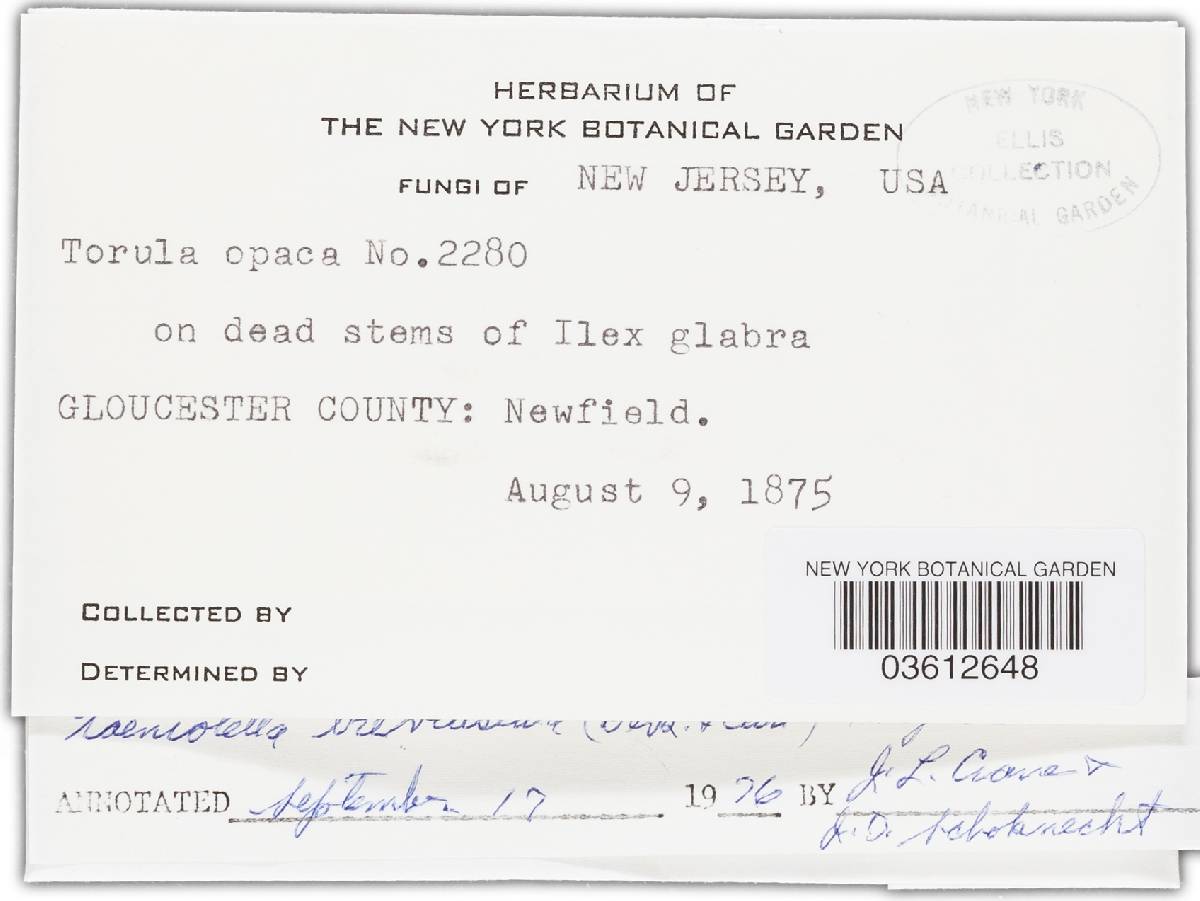 HERBARIUM OF
THE NEW YORK BOTANICAL GARDEN
FUNGI OF NEW JERSEY, USA
NEW YORK
ELLIS
COLLECTION
BOTANICAL GARDEN
Torula opaca No.2280
on dead stems of Ilex glabra
GLOUCESTER COUNTY: Newfield.
August 9, 1875
NEW YORK BOTANICAL GARDEN
03612648
COLLECTED BY
DETERMINED BY
Taeniolella
ANNOTATED September 17 1976 BY J. L. Crane &
J. D. Schoknecht